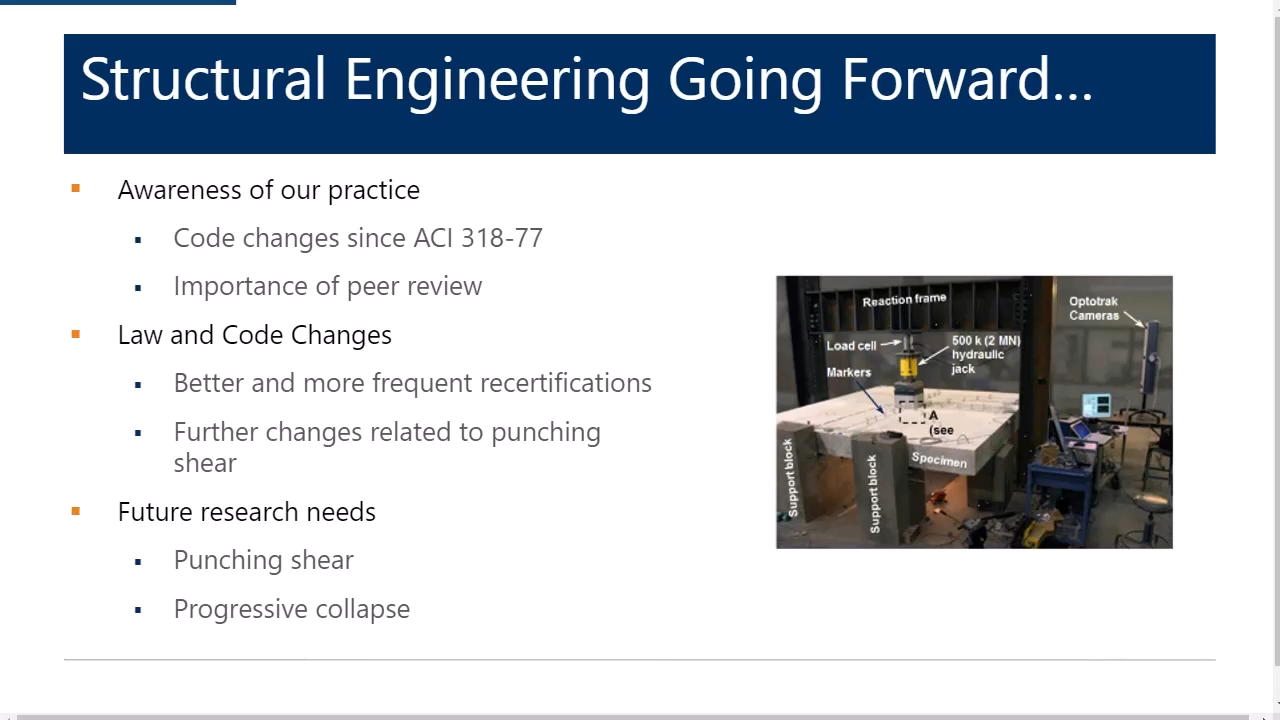 Structural Engineering Going Forward...
Awareness of our practice
Code changes since ACI 318-77
Importance of peer review
Law and Code Changes
Better and more frequent recertifications
Further changes related to punching
shear
Future research needs
Punching shear
Progressive collapse
Reaction frame
Optotrak
Cameras
Load cell
500 k (2 MN)
hydraulic
jack
Markers
A
(see
Specimen
Support block
Support block